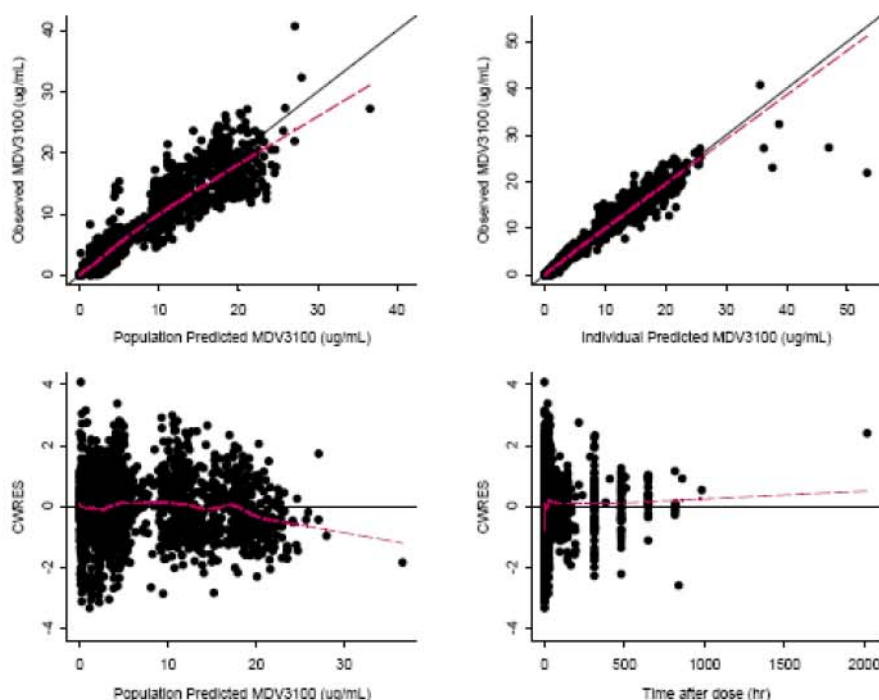 40
30
20
10
0
Observed MDV3100 (ug/mL)
0 10 20 30 40
Population Predicted MDV3100 (ug/mL)
50
40
30
20
10
0
Observed MDV3100 (ug/mL)
0 10 20 30 40 50
Individual Predicted MDV3100 (ug/mL)
4
2
0
-2
-4
CWRES
0 10 20 30
Population Predicted MDV3100 (ug/mL)
4
2
0
-2
-4
CWRES
0 500 1000 1500 2000
Time after dose (hr)